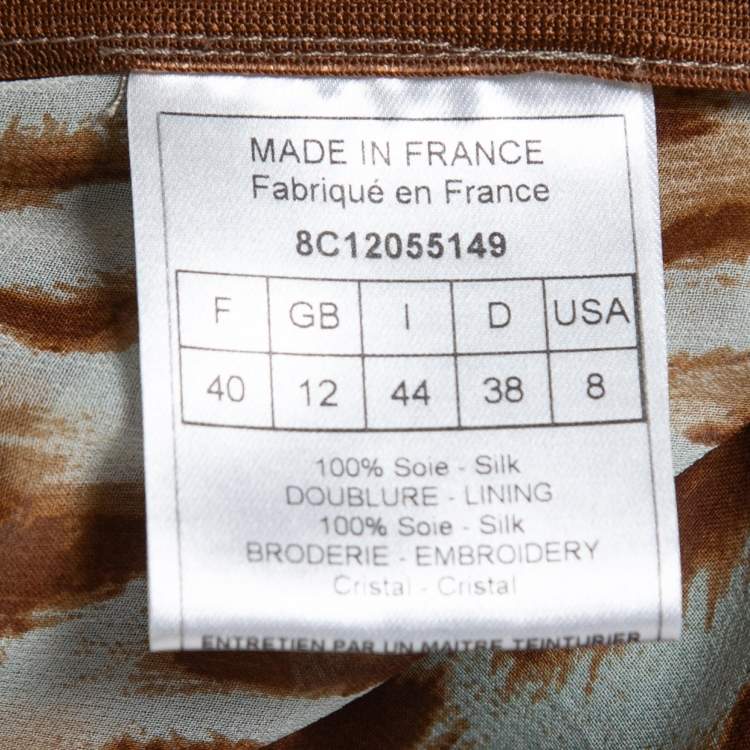 MADE IN FRANCE
Fabriqué en France
8C12055149
F GB I D USA
40 12 44 38 8
100% Soie - Silk
DOUBLURE - LINING
100% Soie - Silk
BRODERIE - EMBROIDERY
Cristal - Cristal
ENTRETIEN PAR UN MAITRE TEINTURIER